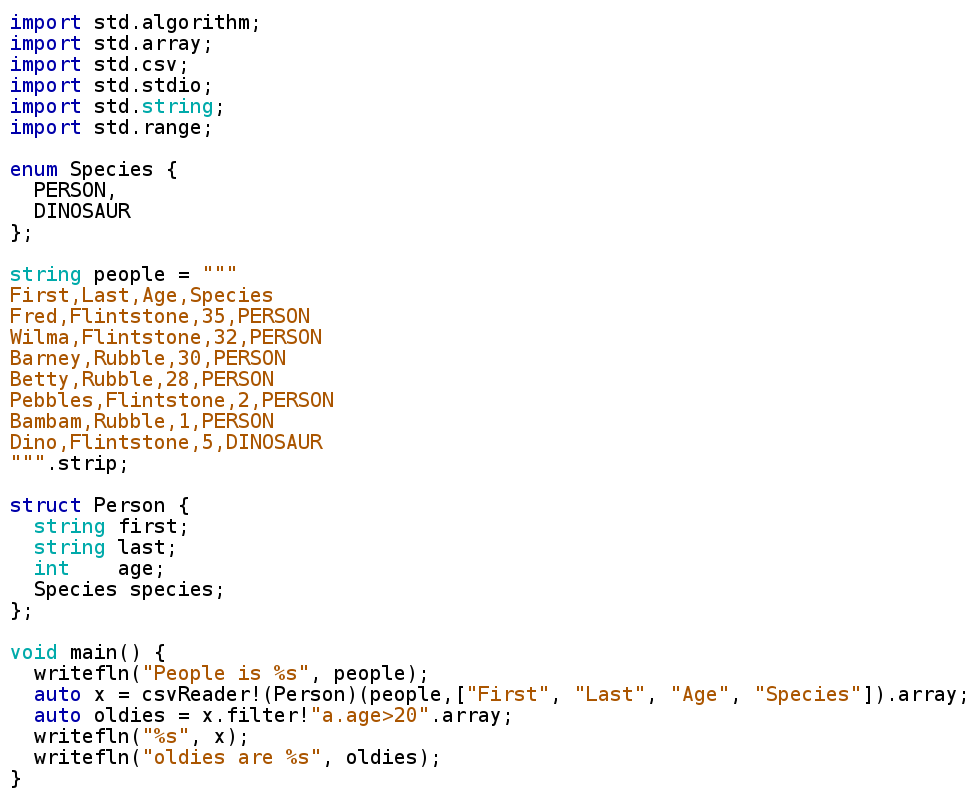 import std.algorithm;
import std.array;
import std.csv;
import std.stdio;
import std.string;
import std.range;

enum Species {
  PERSON,
  DINOSAUR
};

string people = """
First,Last,Age,Species
Fred,Flintstone,35,PERSON
Wilma,Flintstone,32,PERSON
Barney,Rubble,30,PERSON
Betty,Rubble,28,PERSON
Pebbles,Flintstone,2,PERSON
Bambam,Rubble,1,PERSON
Dino,Flintstone,5,DINOSAUR
""".strip;

struct Person {
  string first;
  string last;
  int    age;
  Species species;
};

void main() {
  writefln("People is %s", people);
  auto x = csvReader!(Person)(people,["First", "Last", "Age", "Species"]).array;
  auto oldies = x.filter!"a.age>20".array;
  writefln("%s", x);
  writefln("oldies are %s", oldies);
}